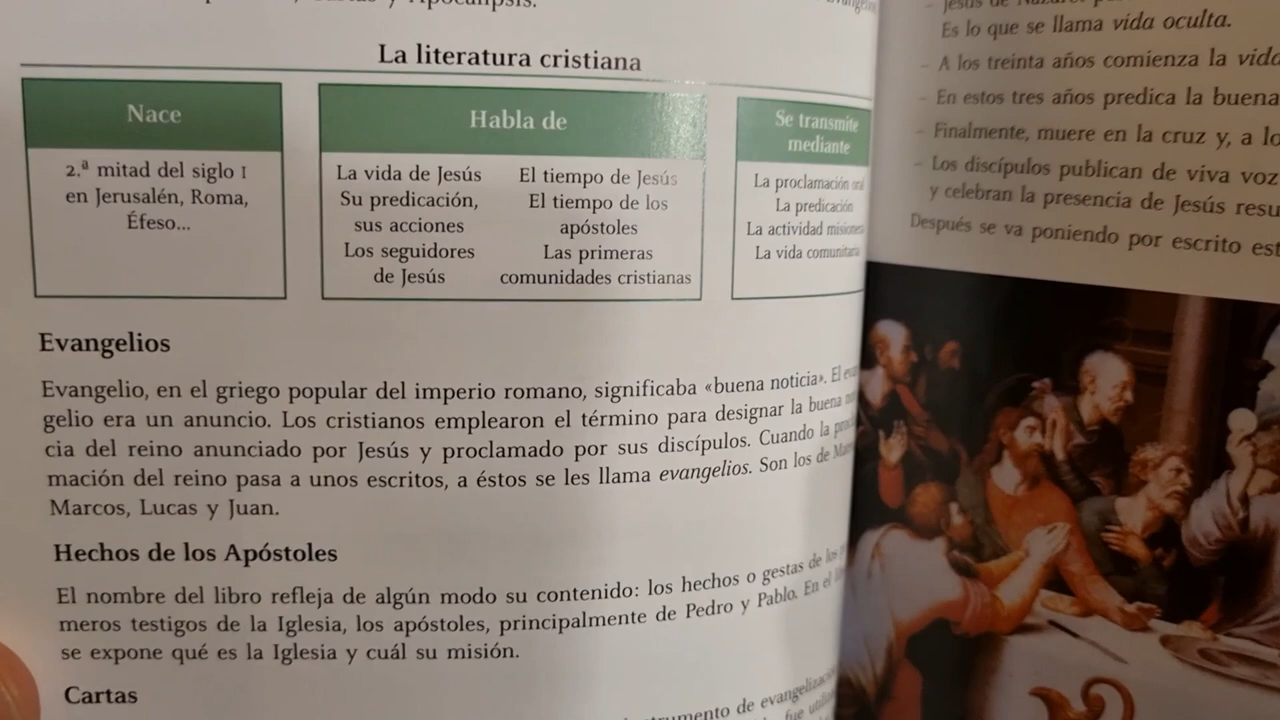 y Apocalipsis.
La literatura cristiana
Nace
2.ª mitad del siglo I
en Jerusalén, Roma,
Éfeso...
Habla de
La vida de Jesús
Su predicación,
sus acciones
Los seguidores
de Jesús
El tiempo de Jesús
El tiempo de los
apóstoles
Las primeras
comunidades cristianas
Se transmite
mediante
La proclamación oral
La predicación
La actividad misionera
La vida comunitaria
Evangelios
Evangelio, en el griego popular del imperio romano, significaba «buena noticia». El
gelio era un anuncio. Los cristianos emplearon el término para designar la buena
cia del reino anunciado por Jesús y proclamado por sus discípulos. Cuando la
mación del reino pasa a unos escritos, a éstos se les llama evangelios. Son los de
Marcos, Lucas y Juan.
Hechos de los Apóstoles
El nombre del libro refleja de algún modo su contenido: los hechos o gestas de los
meros testigos de la Iglesia, los apóstoles, principalmente de Pedro y Pablo. En el
se expone qué es la Iglesia y cuál su misión.
Cartas
de evangelización
fue
- Jesús de Nazaret
Es lo que se llama vida oculta.
- A los treinta años comienza la vida
- En estos tres años predica la buena
- Finalmente, muere en la cruz y, a lo
- Los discípulos publican de viva voz
y celebran la presencia de Jesús resu
Después se va poniendo por escrito est